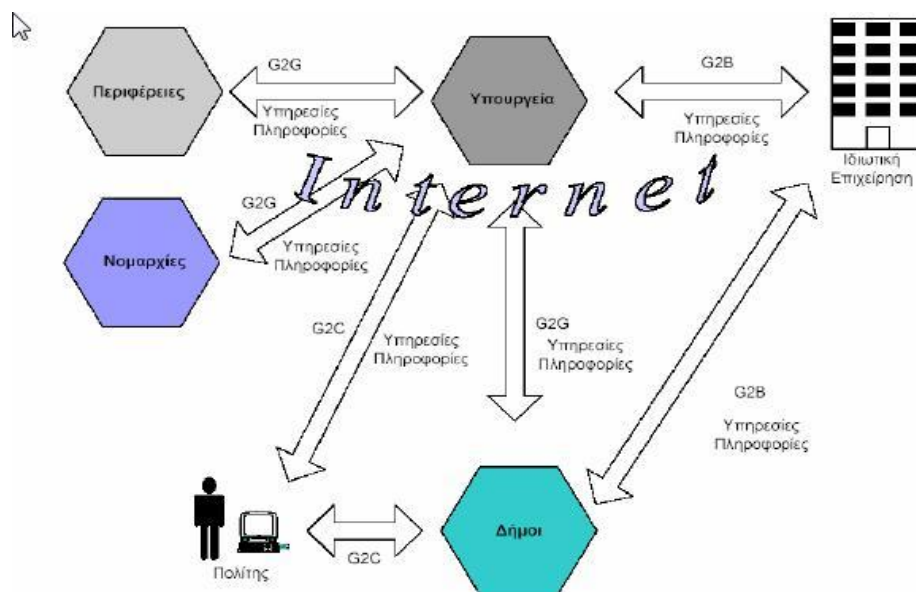 Περιφέρειες
G2G
Υπηρεσίες
Πληροφορίες
Υπουργεία
G2B
Υπηρεσίες
Πληροφορίες
Ιδιωτική
Επιχείρηση
Internet
G2G
Υπηρεσίες
Πληροφορίες
Νομαρχίες
G2C
Υπηρεσίες
Πληροφορίες
G2G
Υπηρεσίες
Πληροφορίες
G2B
Υπηρεσίες
Πληροφορίες
Πολίτης
G2C
Δήμοι